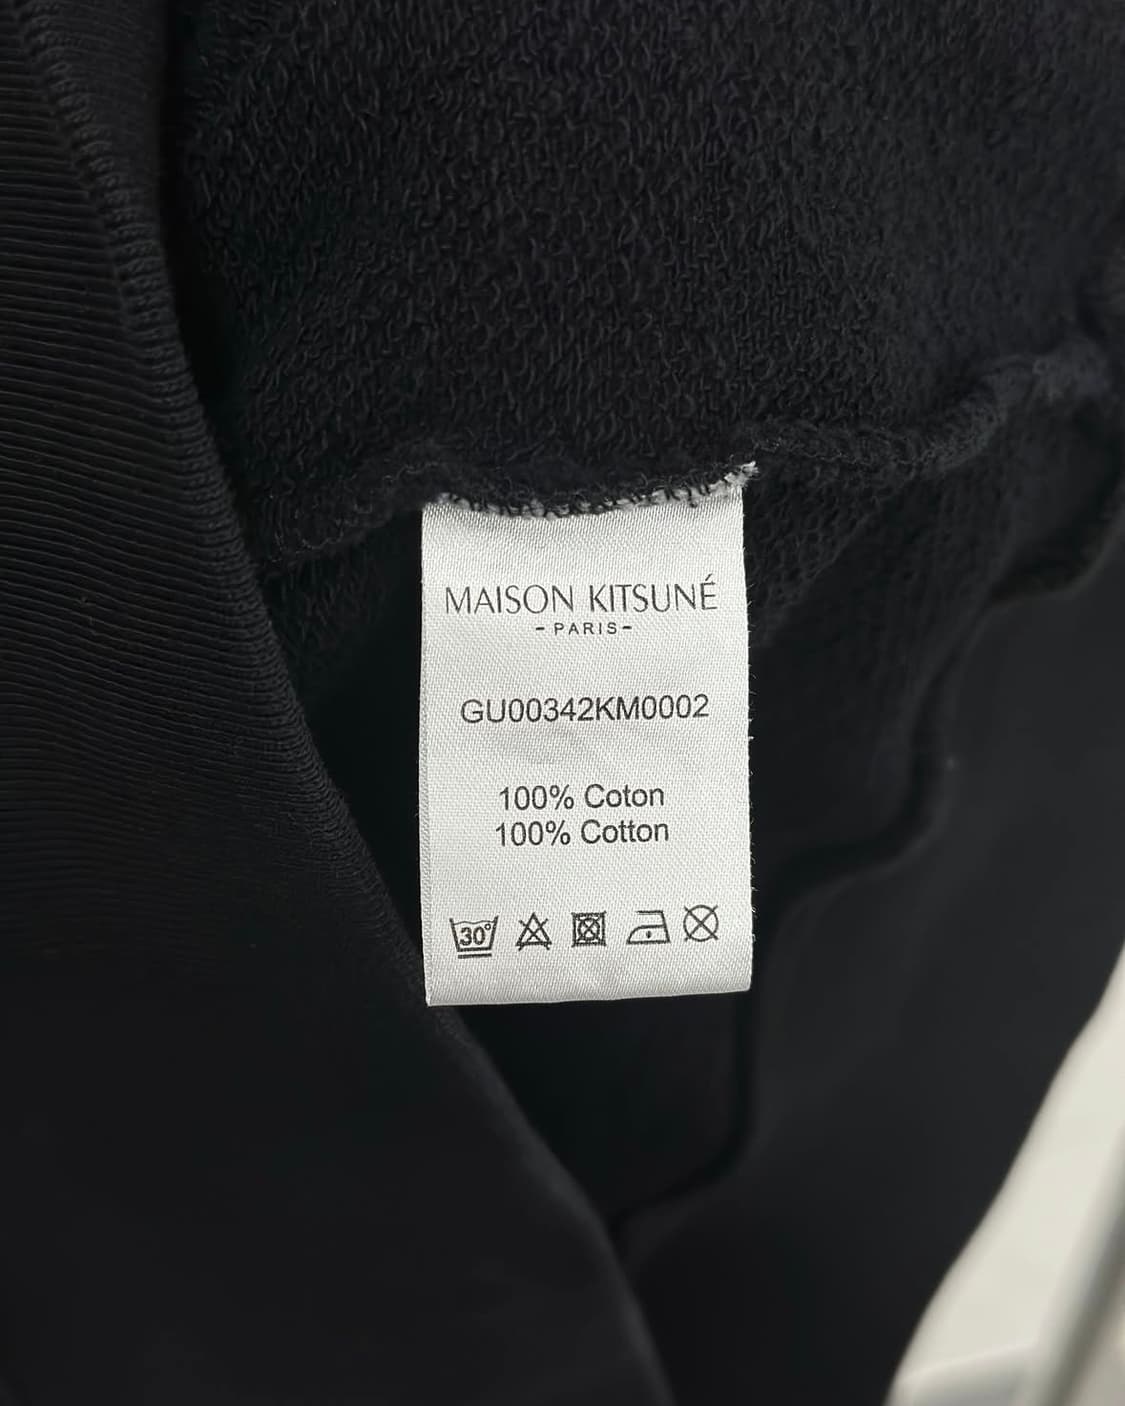 MAISON KITSUNÉ
- PARIS -
GU00342KM0002
100% Coton
100% Cotton
30°